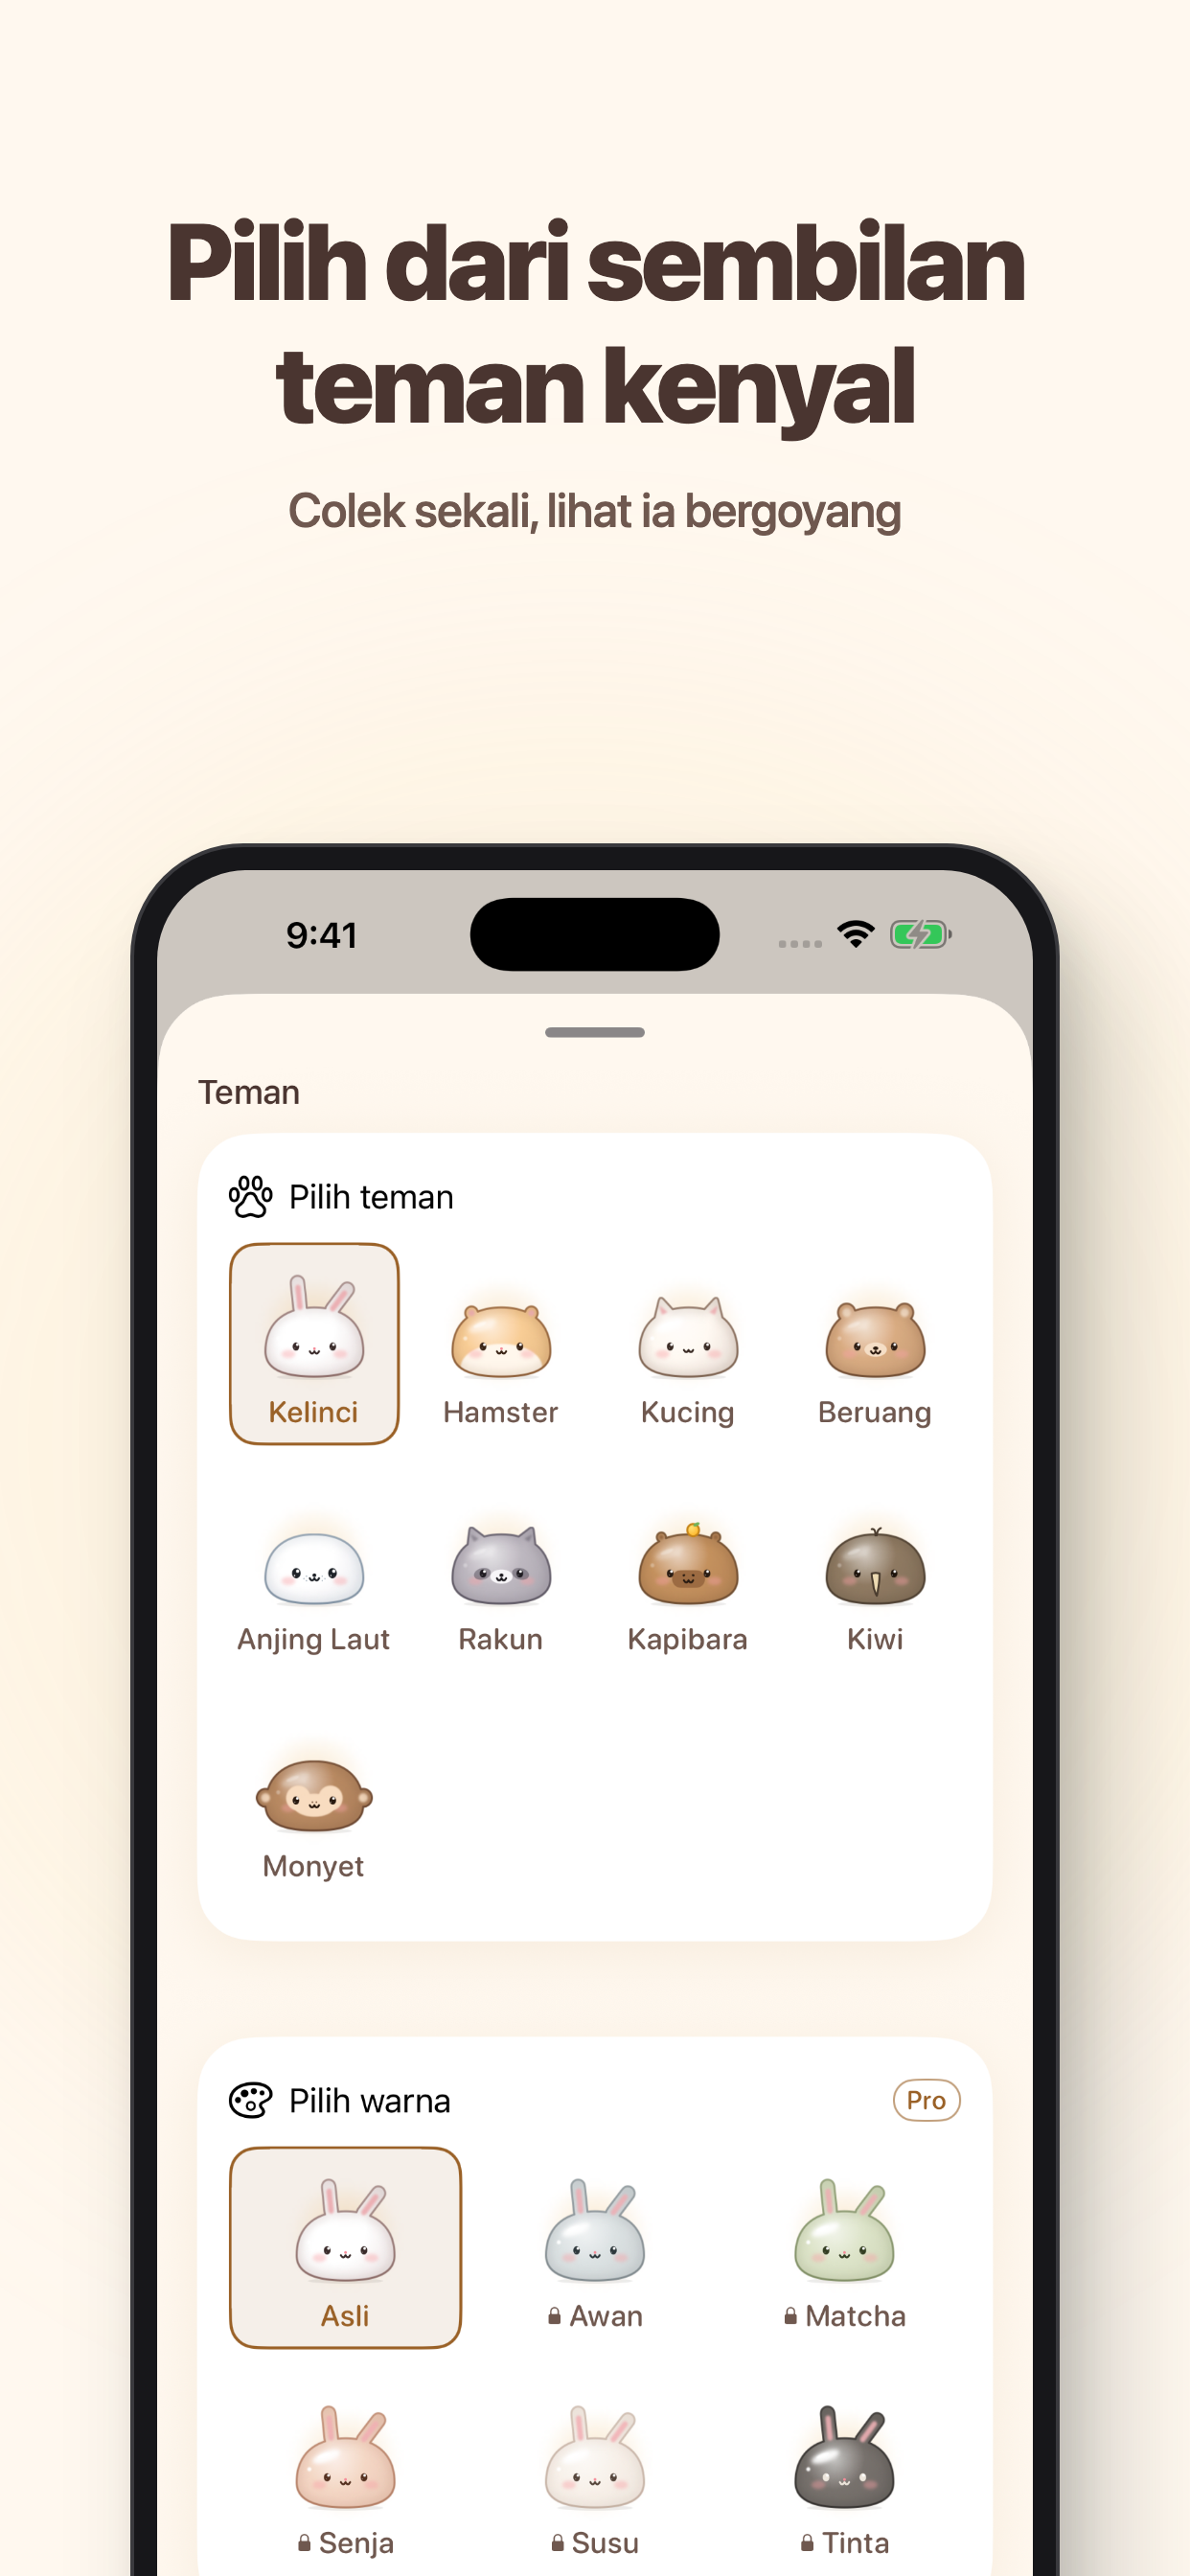 Pilih dari sembilan
teman kenyal
Colek sekali, lihat ia bergoyang
9:41
Teman
Pilih teman
Kelinci
Hamster
Kucing
Beruang
Anjing Laut
Rakun
Kapibara
Kiwi
Monyet
Pilih warna
Pro
Asli
Awan
Matcha
Senja
Susu
Tinta